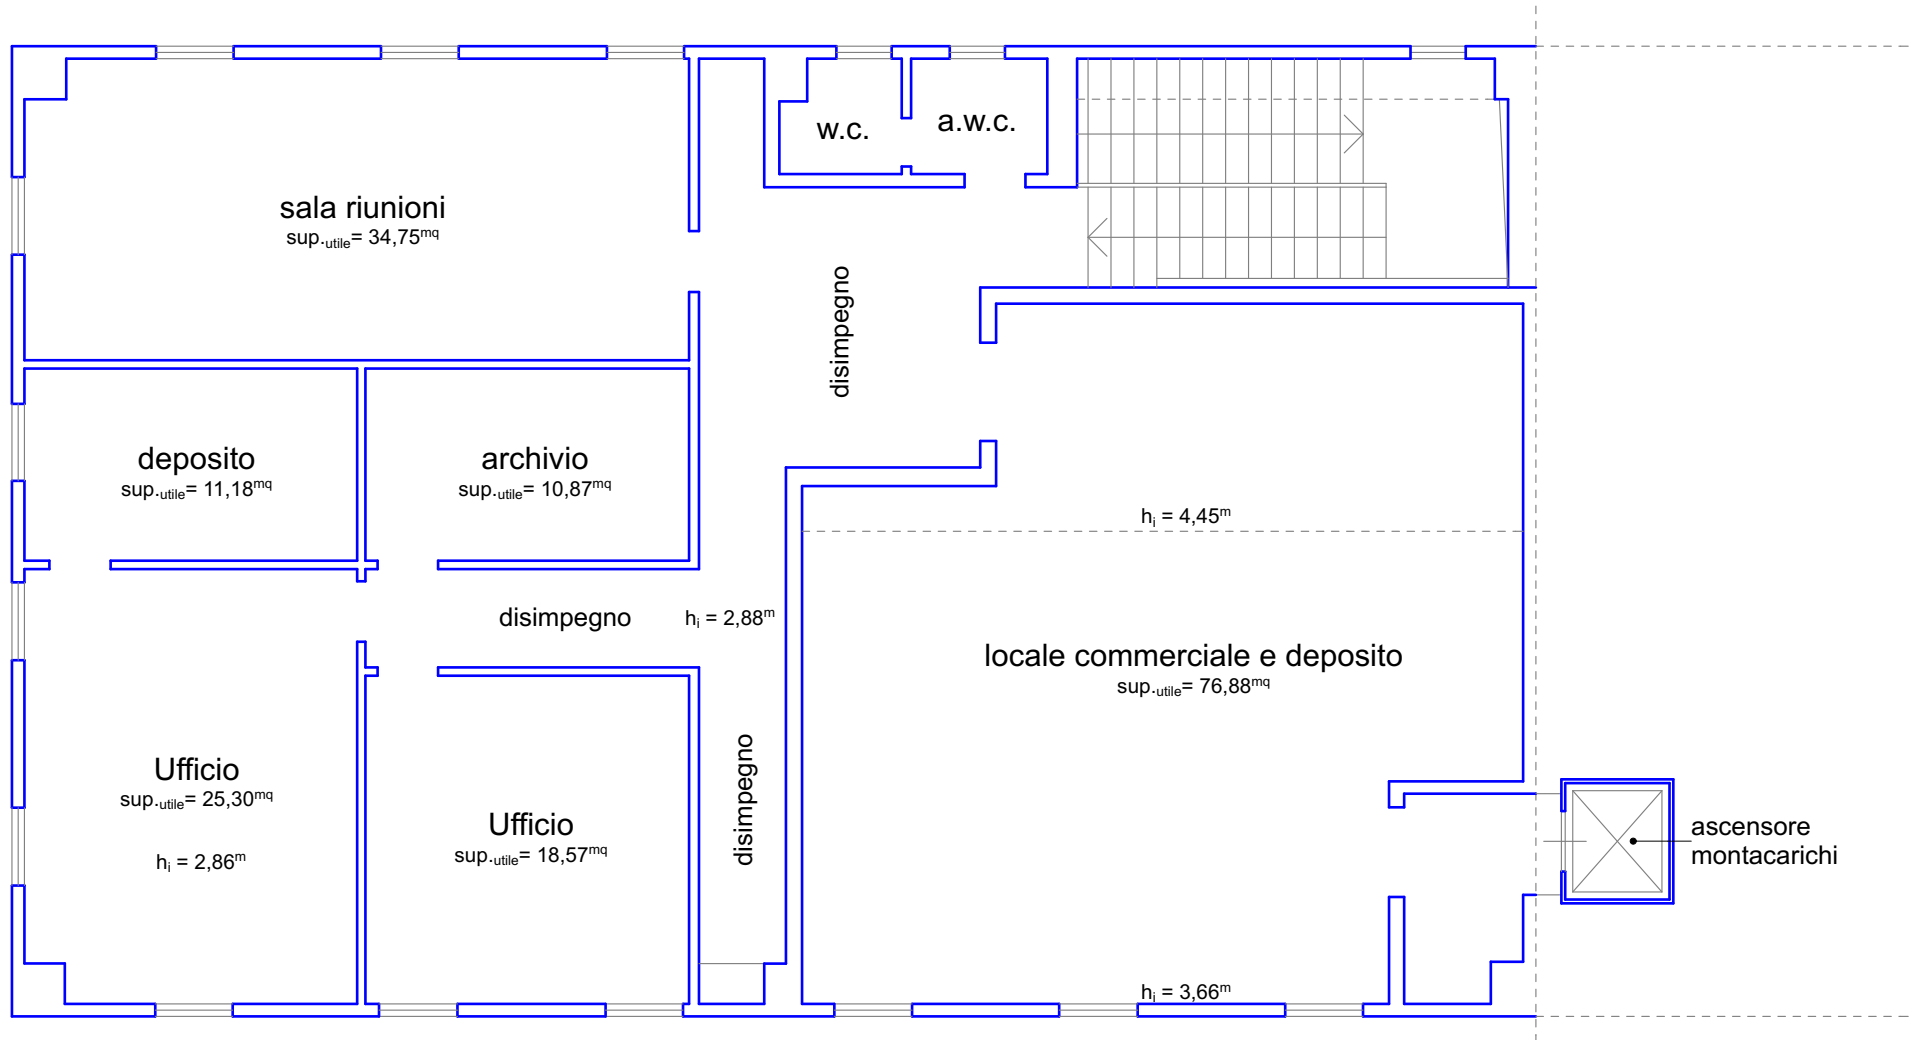 w.c.
a.w.c.
sala riunioni
sup.utile= 34,75mq
disimpegno
deposito
sup.utile= 11,18mq
archivio
sup.utile= 10,87mq
hi = 4,45m
disimpegno
hi = 2,88m
locale commerciale e deposito
sup.utile= 76,88mq
Ufficio
sup.utile= 25,30mq
hi = 2,86m
Ufficio
sup.utile= 18,57mq
disimpegno
ascensore
montacarichi
hi = 3,66m